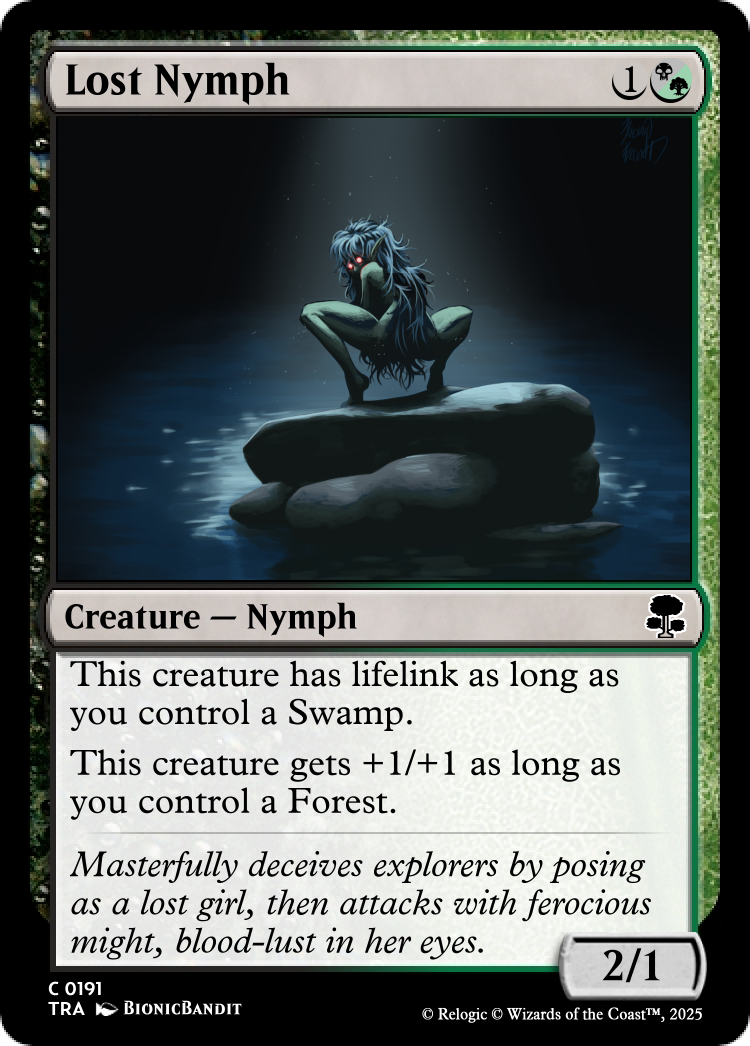 Lost Nymph
1
Creature — Nymph
This creature has lifelink as long as
you control a Swamp.
This creature gets +1/+1 as long as
you control a Forest.
Masterfully deceives explorers by posing
as a lost girl, then attacks with ferocious
might, blood-lust in her eyes.
2/1
C 0191
TRA BionicBandit
© Relogic © Wizards of the Coast™, 2025